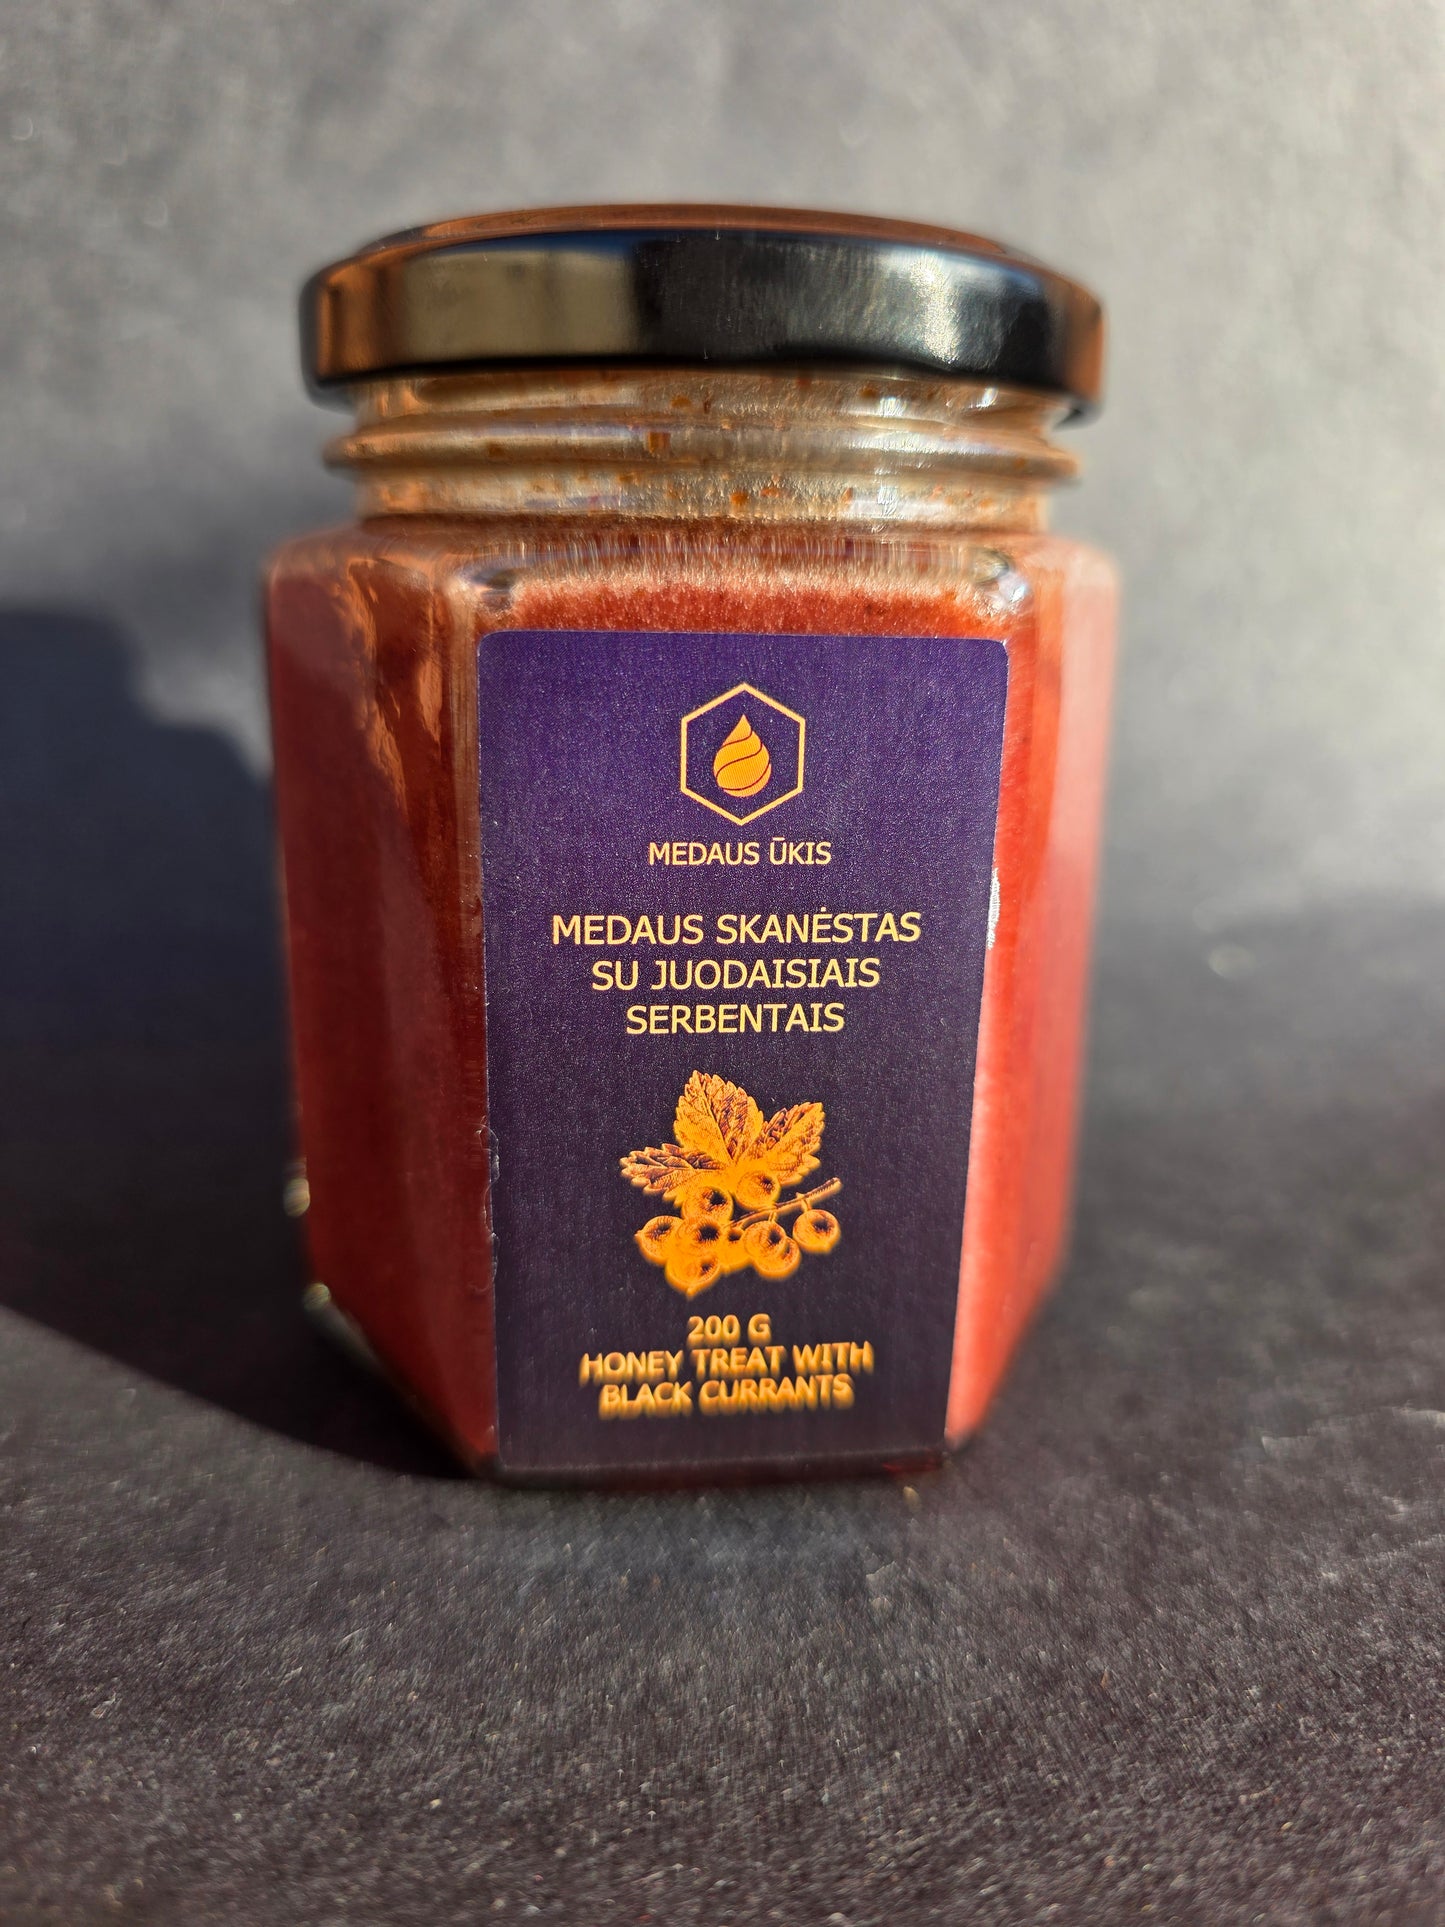 MEDAUS ŪKIS
MEDAUS SKANĖSTAS
SU JUODAISIAIS
SERBENTAIS
200 G
HONEY TREAT WITH
BLACK CURRANTS